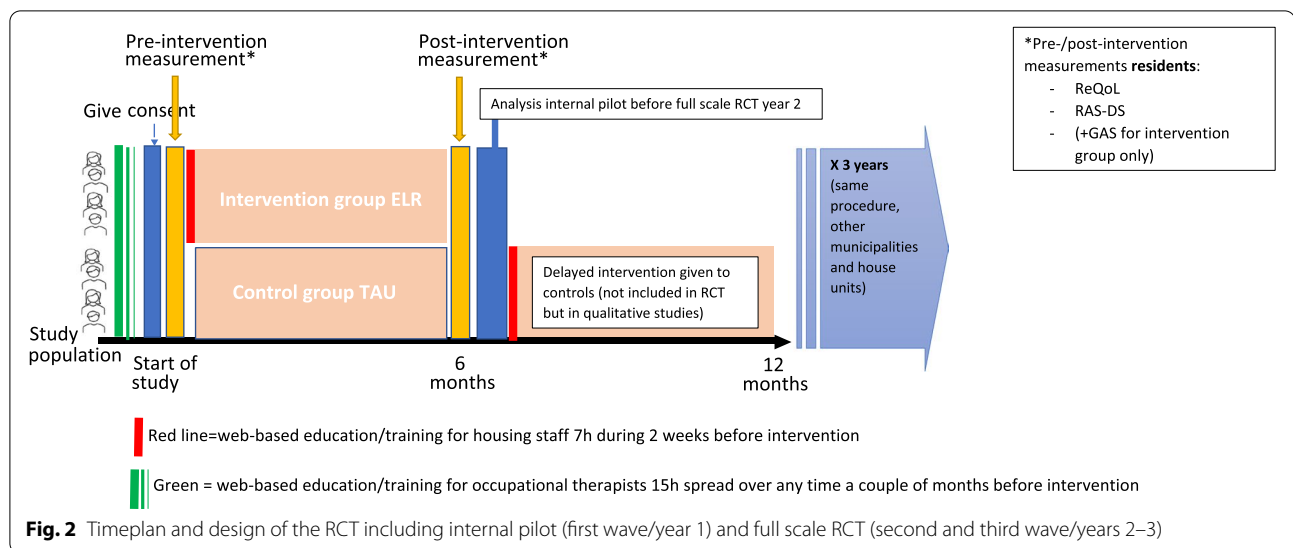 Pre-intervention
measurement*
Post-intervention
measurement*
*Pre-/post-intervention
measurements residents:
- ReQoL
- RAS-DS
- (+GAS for intervention
group only)
Give consent
Analysis internal pilot before full scale RCT year 2
Intervention group ELR
Control group TAU
Delayed intervention given to
controls (not included in RCT
but in qualitative studies)
X 3 years
(same
procedure,
other
municipalities
and house
units)
Study
population
Start of
study
6
months
12
months
Red line=web-based education/training for housing staff 7h during 2 weeks before intervention
Green = web-based education/training for occupational therapists 15h spread over any time a couple of months before intervention
Fig. 2 Timeplan and design of the RCT including internal pilot (first wave/year 1) and full scale RCT (second and third wave/years 2–3)